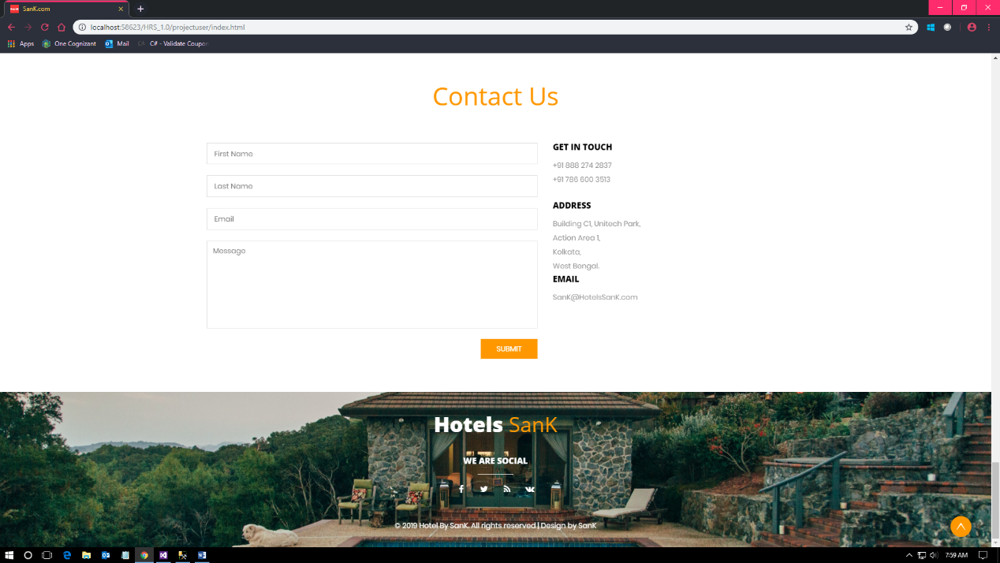 SanK
SanK.com
localhost:58623/HRS_1.0/projectuser/index.html
Apps
One Cognizant
Mail
C# - Validate Coupon
Contact Us
First Name
Last Name
Email
Message
SUBMIT
GET IN TOUCH
+91 888 274 2837
+91 786 600 3513
ADDRESS
Building C1, Unitech Park,
Action Area 1,
Kolkata,
West Bengal.
EMAIL
SanK@HotelsSanK.com
Hotels SanK
WE ARE SOCIAL
© 2019 Hotel By SanK. All rights reserved | Design by SanK
7:59 AM